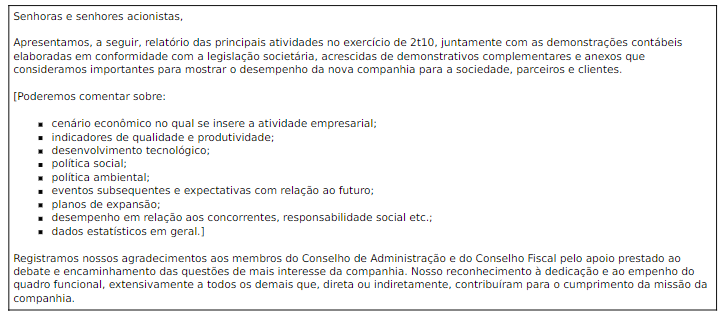 Senhoras e senhores acionistas,
Apresentamos, a seguir, relatório das principais atividades no exercício de 2t10, juntamente com as demonstrações contábeis
elaboradas em conformidade com a legislação societária, acrescidas de demonstrativos complementares e anexos que
consideramos importantes para mostrar o desempenho da nova companhia para a sociedade, parceiros e clientes.
[Poderemos comentar sobre:
▪ cenário econômico no qual se insere a atividade empresarial;
▪ indicadores de qualidade e produtividade;
▪ desenvolvimento tecnológico;
▪ política social;
▪ política ambiental;
▪ eventos subsequentes e expectativas com relação ao futuro;
▪ planos de expansão;
▪ desempenho em relação aos concorrentes, responsabilidade social etc.;
▪ dados estatísticos em geral.]
Registramos nossos agradecimentos aos membros do Conselho de Administração e do Conselho Fiscal pelo apoio prestado ao
debate e encaminhamento das questões de mais interesse da companhia. Nosso reconhecimento à dedicação e ao empenho do
quadro funcional, extensivamente a todos os demais que, direta ou indiretamente, contribuíram para o cumprimento da missão da
companhia.